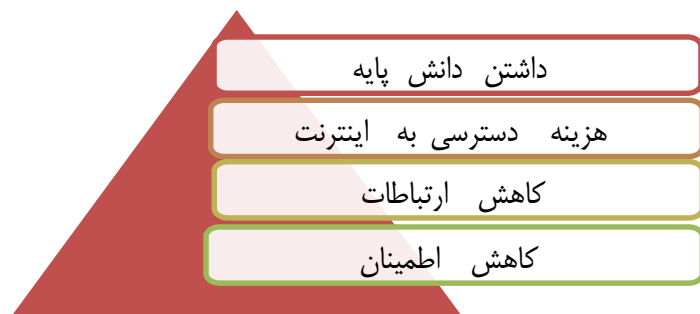 داشتن دانش پایه
هزینه دسترسی به اینترنت
کاهش ارتباطات
کاهش اطمینان